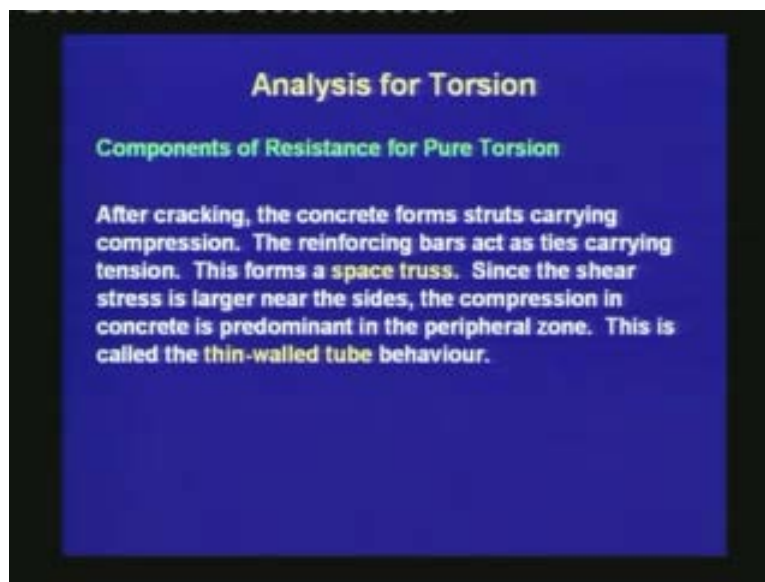 Analysis for Torsion
Components of Resistance for Pure Torsion
After cracking, the concrete forms struts carrying
compression. The reinforcing bars act as ties carrying
tension. This forms a space truss. Since the shear
stress is larger near the sides, the compression in
concrete is predominant in the peripheral zone. This is
called the thin-walled tube behaviour.